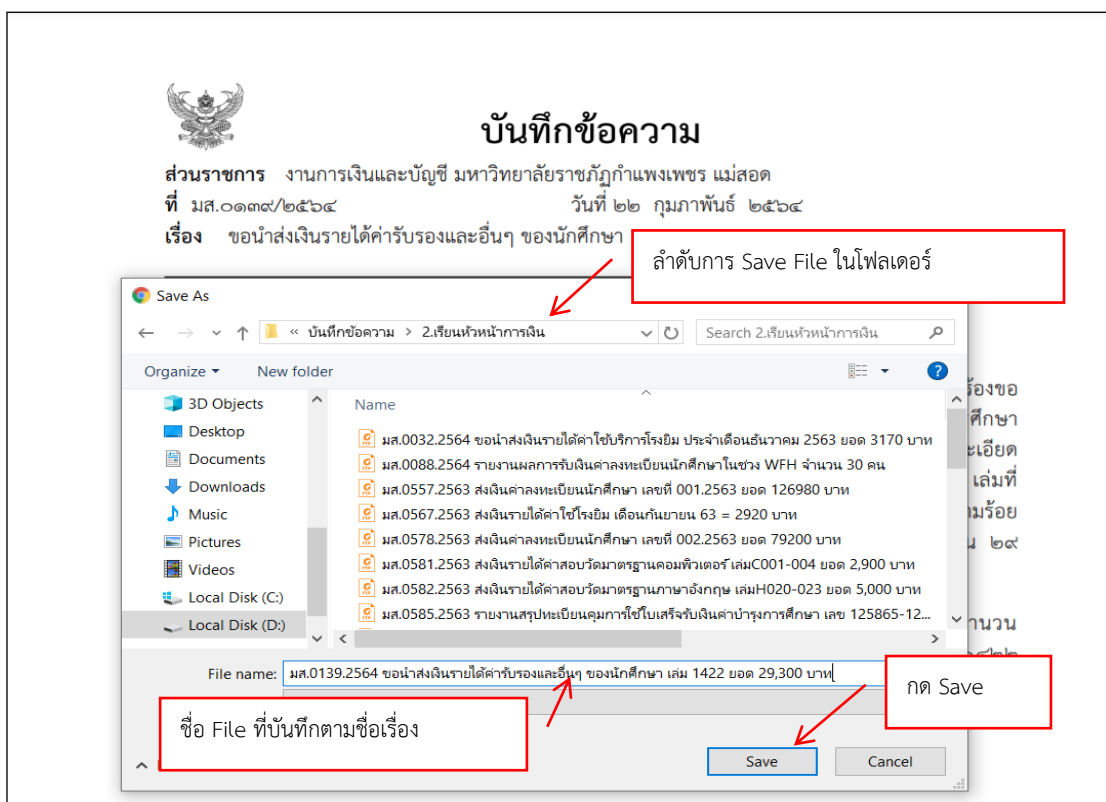 บันทึกข้อความ
ส่วนราชการ งานการเงินและบัญชี มหาวิทยาลัยราชภัฏกำแพงเพชร แม่สอด
ที่ มส.๐๑๓๙/๒๕๖๔ วันที่ ๒๒ กุมภาพันธ์ ๒๕๖๔
เรื่อง ขอนำส่งเงินรายได้ค่ารับรองและอื่นๆ ของนักศึกษา
ลำดับการ Save File ในโฟลเดอร์
Save As
« บันทึกข้อความ > 2.เรียนหัวหน้าการเงิน
Search 2.เรียนหัวหน้าการเงิน
Organize New folder
3D Objects
Desktop
Documents
Downloads
Music
Pictures
Videos
Local Disk (C:)
Local Disk (D:)
Name
มส.0032.2564 ขอนำส่งเงินรายได้ค่าใช้บริการโรงยิม ประจำเดือนธันวาคม 2563 ยอด 3170 บาท
มส.0088.2564 รายงานผลการรับเงินค่าลงทะเบียนนักศึกษาในช่วง WFH จำนวน 30 คน
มส.0557.2563 ส่งเงินค่าลงทะเบียนนักศึกษา เลขที่ 001.2563 ยอด 126980 บาท
มส.0567.2563 ส่งเงินรายได้ค่าใช้โรงยิม เดือนกันยายน 63 = 2920 บาท
มส.0578.2563 ส่งเงินค่าลงทะเบียนนักศึกษา เลขที่ 002.2563 ยอด 79200 บาท
มส.0581.2563 ส่งเงินรายได้ค่าสอบวัดมาตรฐานคอมพิวเตอร์ เล่มC001-004 ยอด 2,900 บาท
มส.0582.2563 ส่งเงินรายได้ค่าสอบวัดมาตรฐานภาษาอังกฤษ เล่มH020-023 ยอด 5,000 บาท
มส.0585.2563 รายงานสรุปทะเบียนคุมการใช้ใบเสร็จรับเงินค่าบำรุงการศึกษา เลข 125865-12...
ร้องขอ
ศึกษา
ะเอียด
เล่มที่
ามร้อย
น ๒๙
านวน
File name: มส.0139.2564 ขอนำส่งเงินรายได้ค่ารับรองและอื่นๆ ของนักศึกษา เล่ม 1422 ยอด 29,300 บาท
กด Save
ชื่อ File ที่บันทึกตามชื่อเรื่อง
Save Cancel